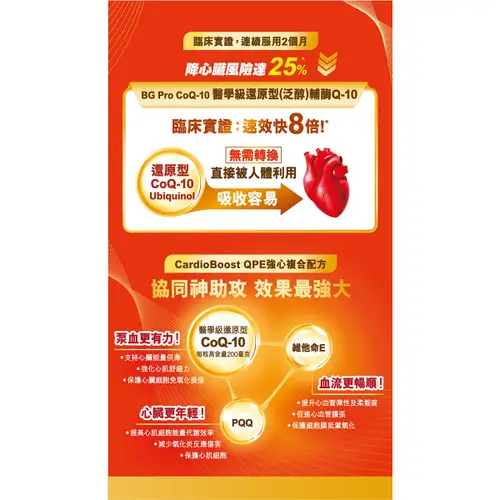 臨床實證，連續服用2個月
降心臟風險達25%^
BG Pro CoQ-10 醫學級還原型(泛醇)輔酶Q-10
臨床實證：速效快8倍!*
還原型
CoQ-10
Ubiquinol
無需轉換
直接被人體利用
吸收容易
CardioBoost QPE強心複合配方
協同神助攻 效果最強大
泵血更有力！
•支持心臟能量供應
•強化心肌舒縮力
•保護心臟細胞免氧化損傷
醫學級還原型
CoQ-10
每粒高含量200毫克
維他命E
血流更暢順！
•提升心血管彈性及柔韌度
•促進心血管擴張
•保護細胞膜抵禦氧化
心臟更年輕！
•提高心肌細胞能量代謝效率
•減少氧化炎反應傷害
•保護心肌細胞
PQQ